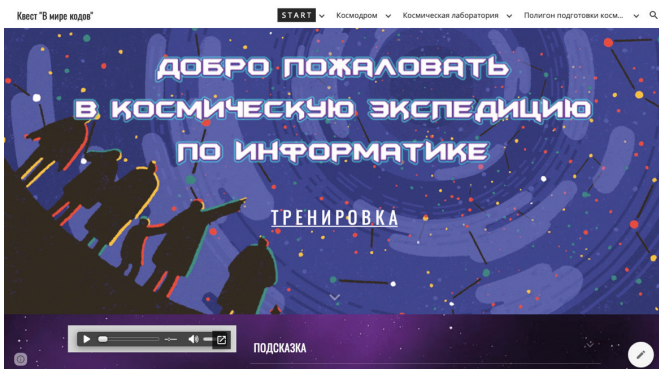 Квест "В мире кодов"
START Космодром Космическая лаборатория Полигон подготовки косм...
ДОБРО ПОЖАЛОВАТЬ
В КОСМИЧЕСКУЮ ЭКСПЕДИЦИЮ
ПО ИНФОРМАТИКЕ
ТРЕНИРОВКА
ПОДСКАЗКА